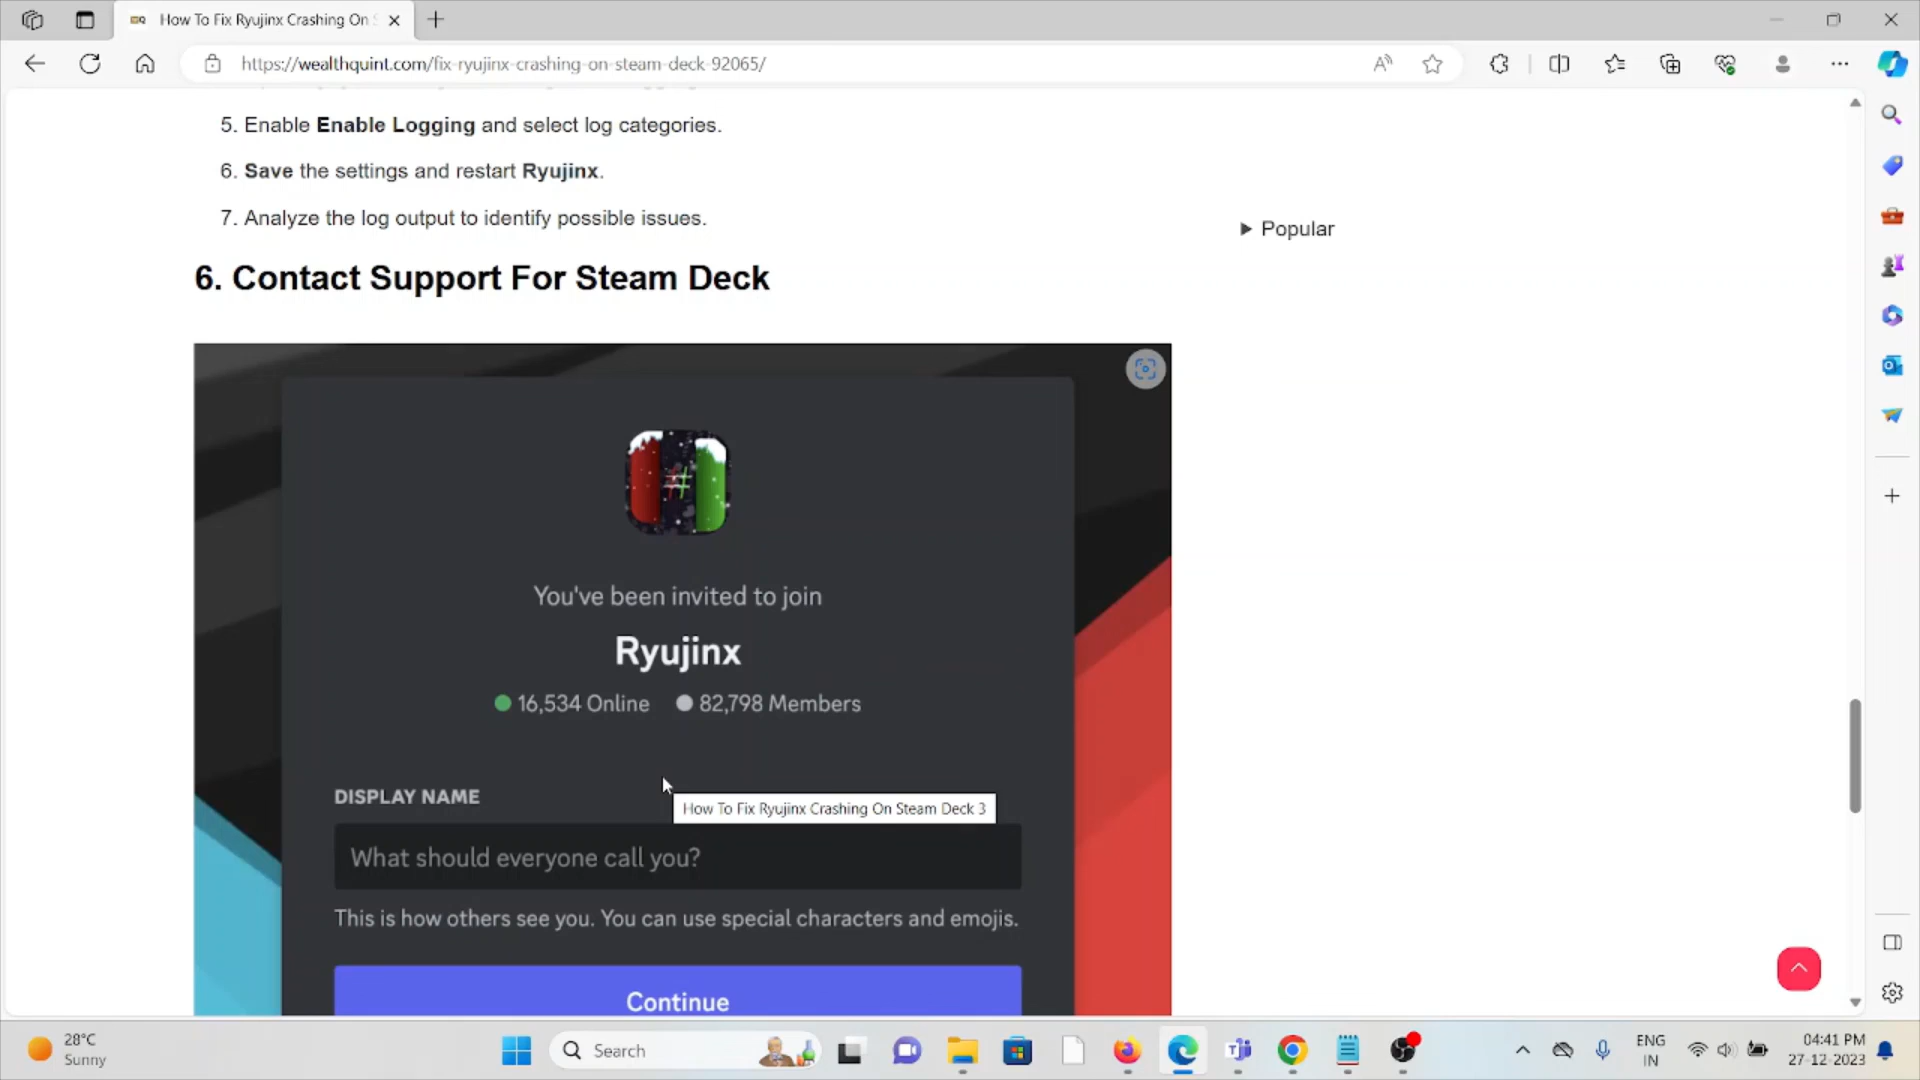 How To Fix Ryujinx Crashing On S
https://wealthquint.com/fix-ryujinx-crashing-on-steam-deck-92065/
5. Enable Enable Logging and select log categories.
6. Save the settings and restart Ryujinx.
7. Analyze the log output to identify possible issues.
Popular
6. Contact Support For Steam Deck
You've been invited to join
Ryujinx
16,534 Online 82,798 Members
DISPLAY NAME
How To Fix Ryujinx Crashing On Steam Deck 3
What should everyone call you?
This is how others see you. You can use special characters and emojis.
Continue
28°C
Sunny
Search
ENG
IN
04:41 PM
27-12-2023